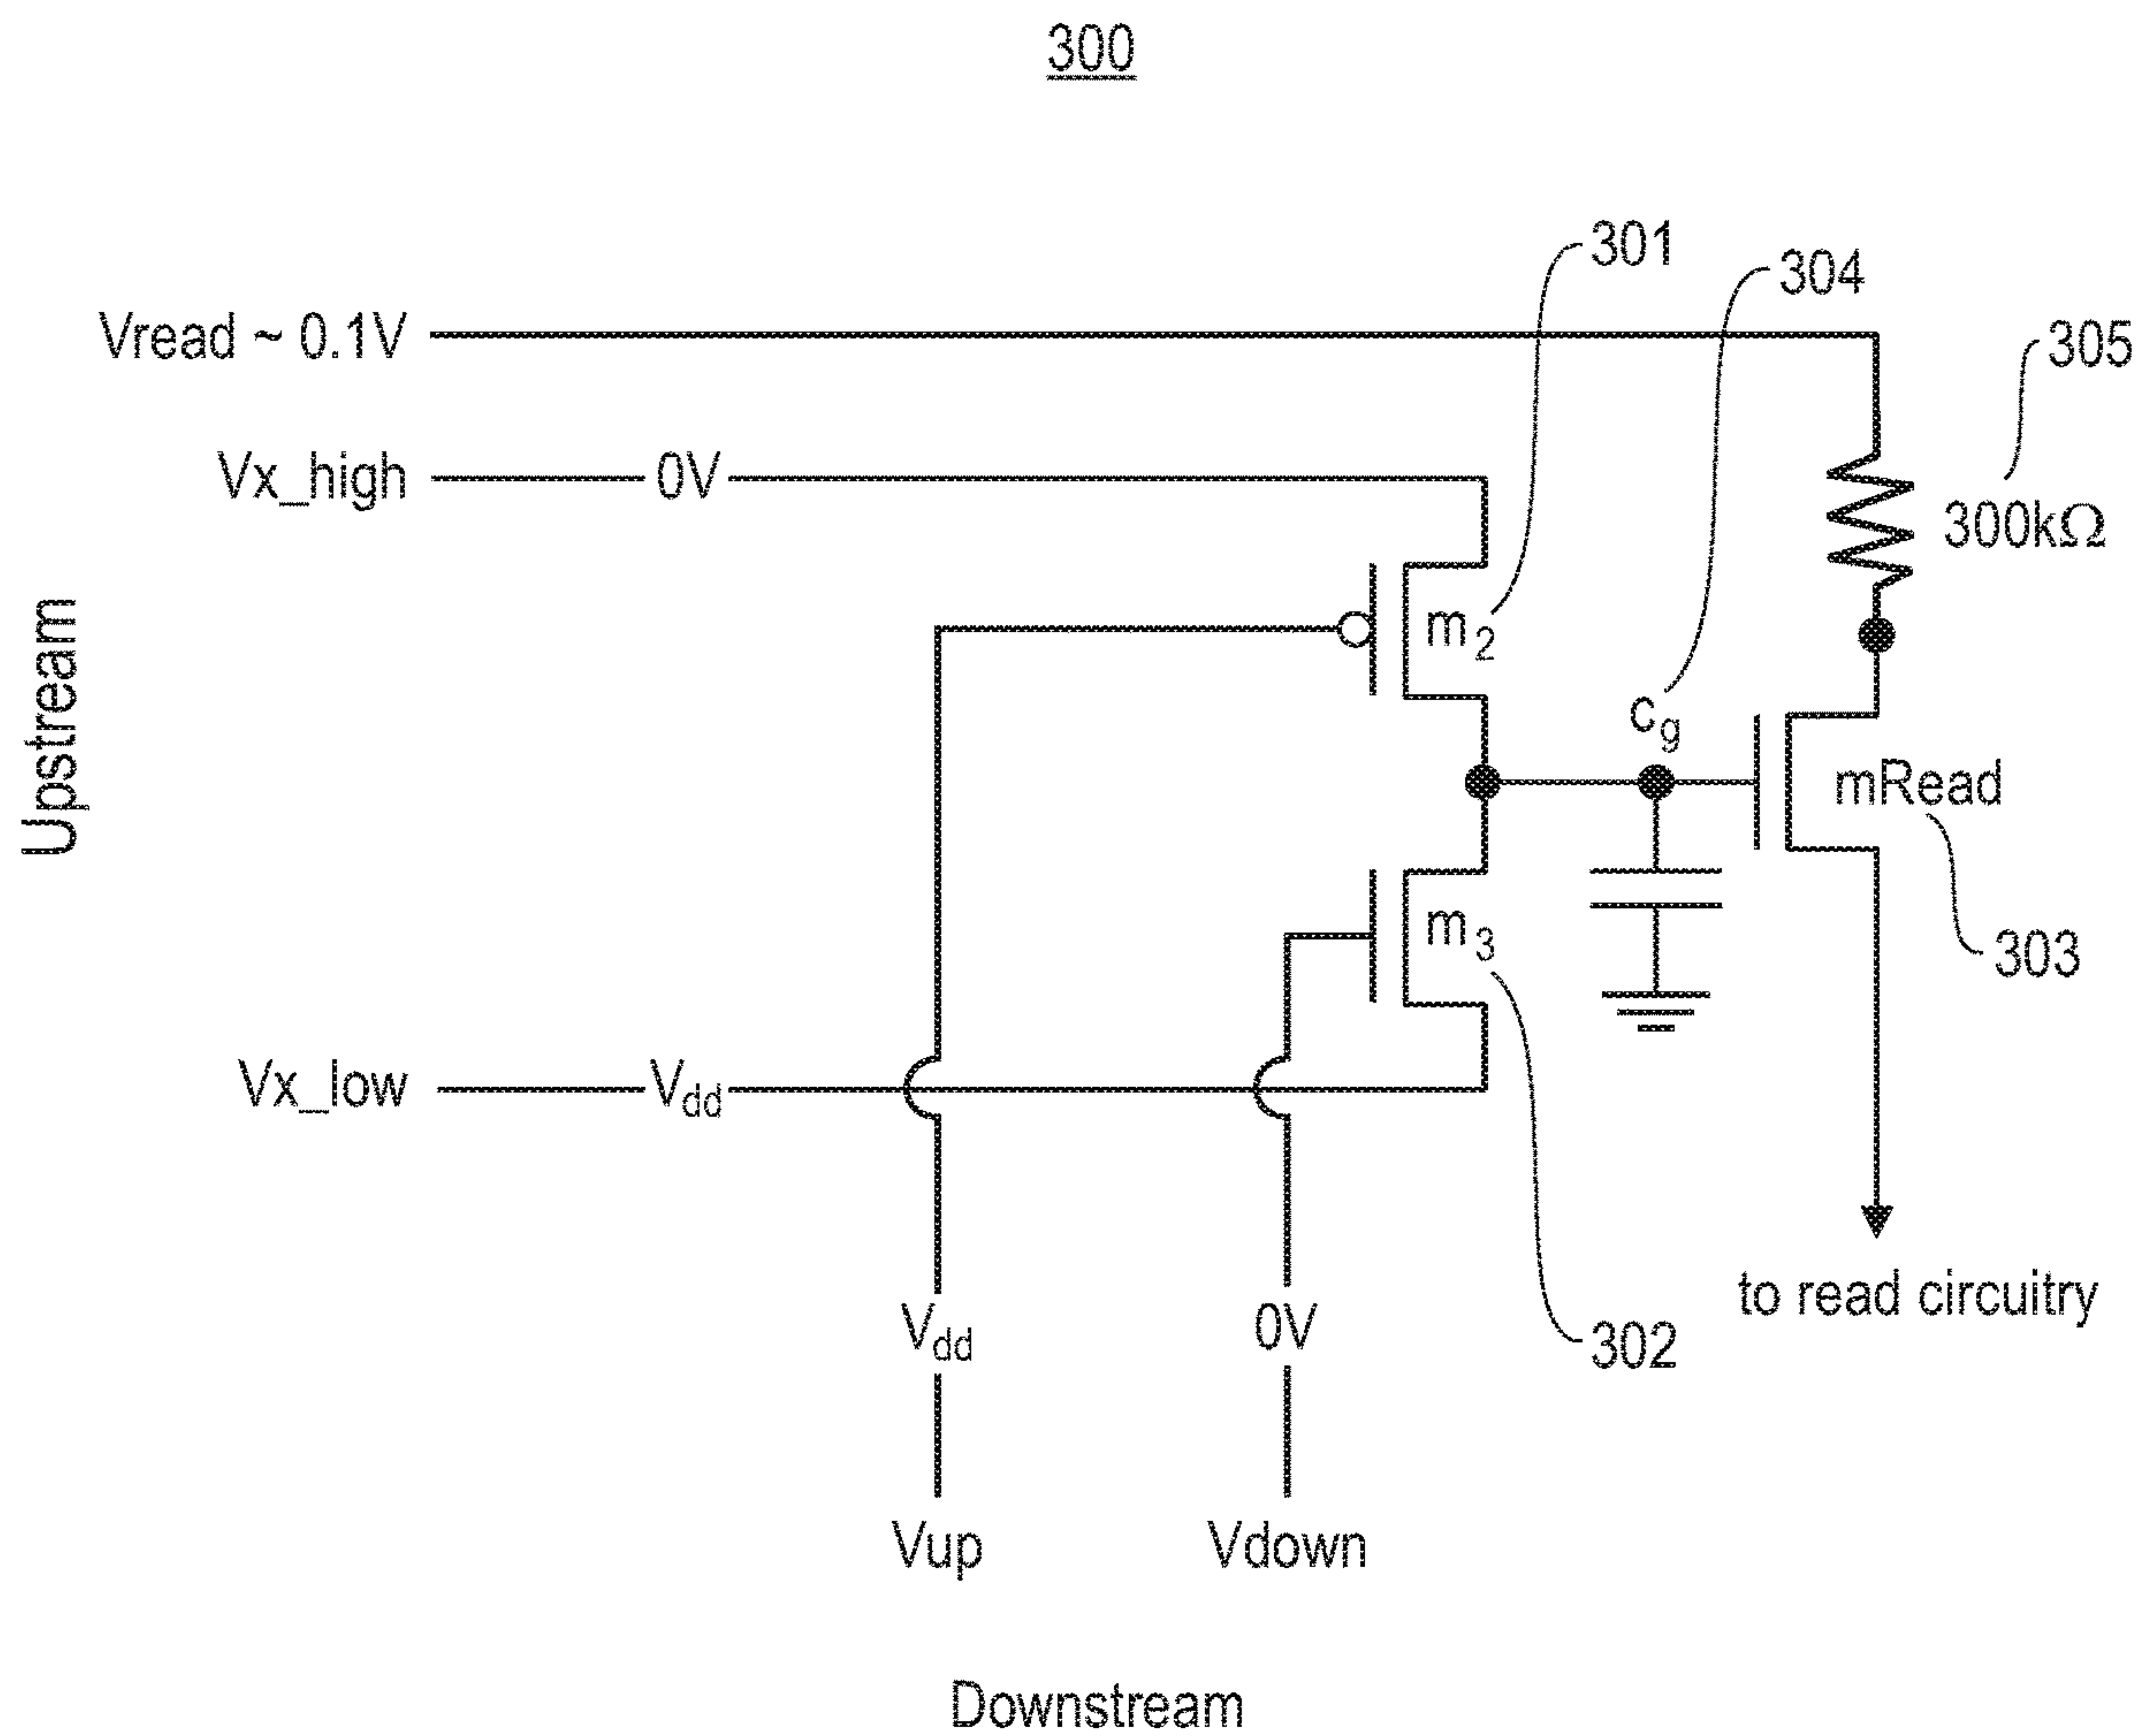 300
301
304
305
Vread ~ 0.1V
Vx_high
0V
300kΩ
m2
cg
mRead
Upstream
m3
303
Vx_low
Vdd
to read circuitry
Vdd
0V
302
Vup
Vdown
Downstream